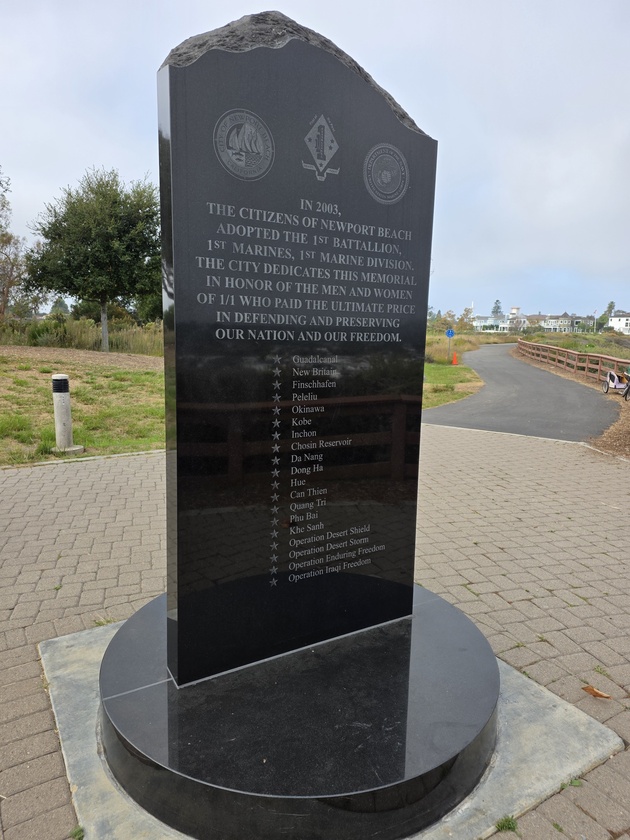 IN 2003,
THE CITIZENS OF NEWPORT BEACH
ADOPTED THE 1ST BATTALLION,
1ST MARINES, 1ST MARINE DIVISION.
THE CITY DEDICATES THIS MEMORIAL
IN HONOR OF THE MEN AND WOMEN
OF 1/1 WHO PAID THE ULTIMATE PRICE
IN DEFENDING AND PRESERVING
OUR NATION AND OUR FREEDOM.
Guadalcanal
New Britain
Finschhafen
Peleliu
Okinawa
Kobe
Inchon
Chosin Reservoir
Da Nang
Dong Ha
Hue
Can Thien
Quang Tri
Phu Bai
Khe Sanh
Operation Desert Shield
Operation Desert Storm
Operation Enduring Freedom
Operation Iraqi Freedom